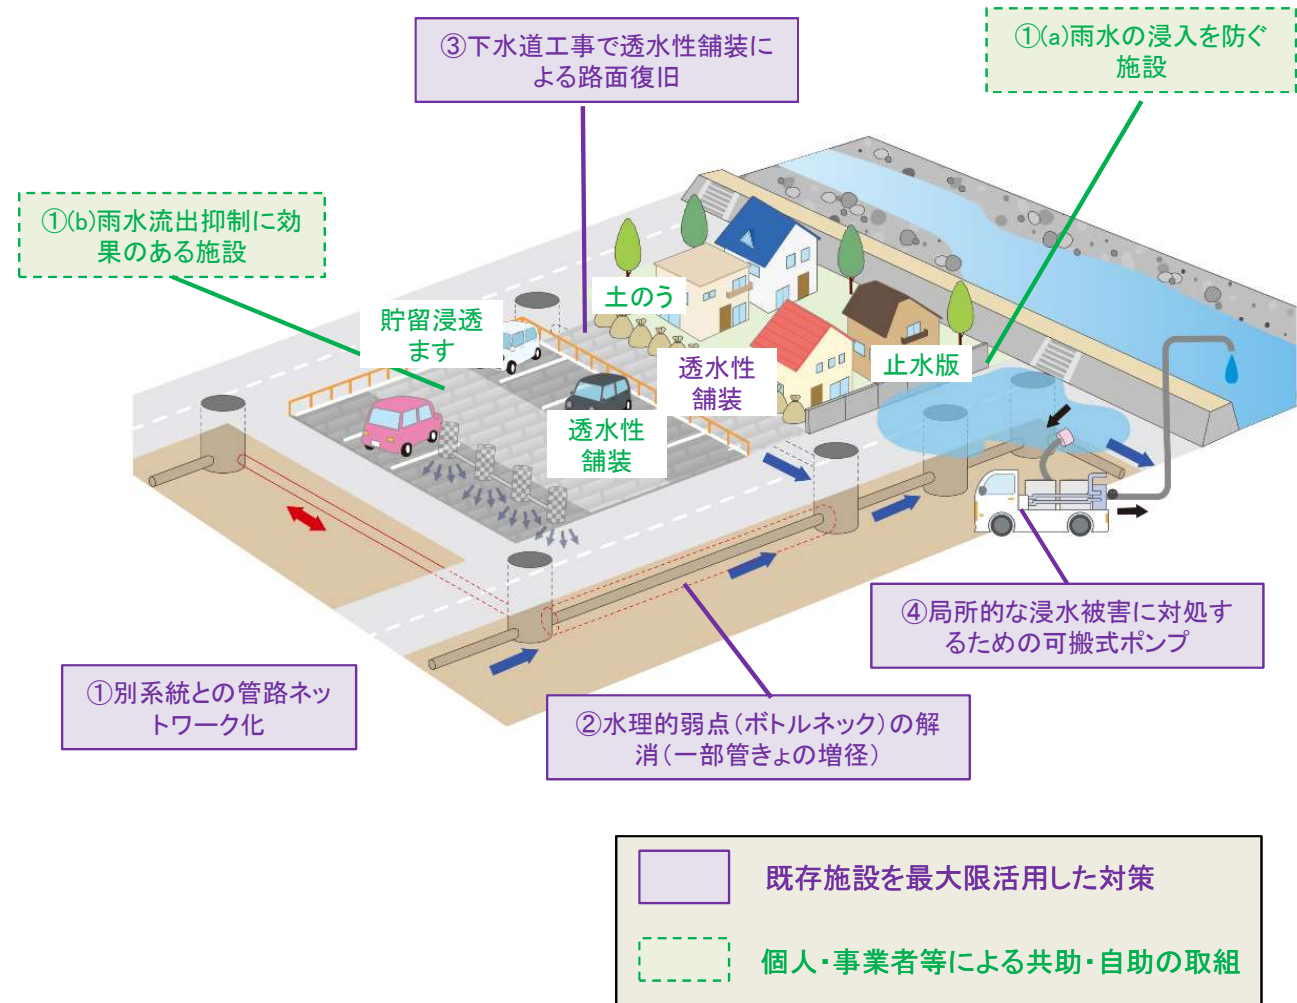 ③下水道工事で透水性舗装に
よる路面復旧
①(a)雨水の浸入を防ぐ
施設
①(b)雨水流出抑制に効
果のある施設
土のう
貯留浸透
ます
透水性
舗装
止水版
透水性
舗装
④局所的な浸水被害に対処す
るための可搬式ポンプ
①別系統との管路ネッ
トワーク化
②水理的弱点(ボトルネック)の解
消(一部管きょの増径)
既存施設を最大限活用した対策
個人・事業者等による共助・自助の取組